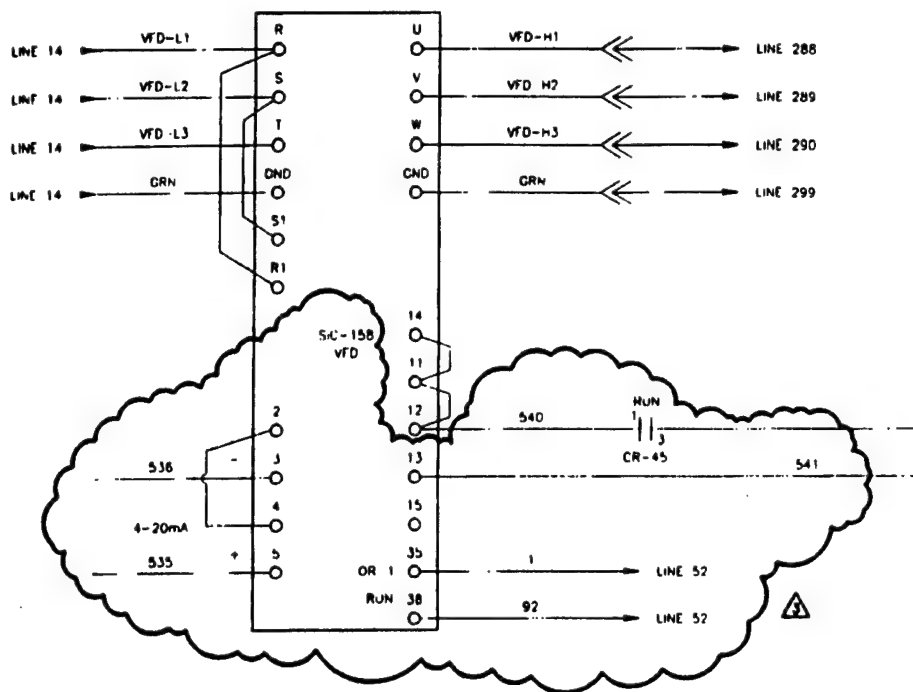 R U
LINE 14 VFD-L1 VFD-H1 LINE 288
S V
LINF 14 VFD-L2 VFD H2 LINE 289
T W
LINE 14 VFD-L3 VFD-H3 LINE 290
GND GND
LINE 14 GRN GRN LINE 299
S1
R1
14
SIC-158
VFD
11
2 12 540 RUN
1 3
CR-45
536 - 3 13 541
4-20mA 4 15
535 + 5 35
OR 1 1 LINE 52
RUN 38 92 LINE 52
3